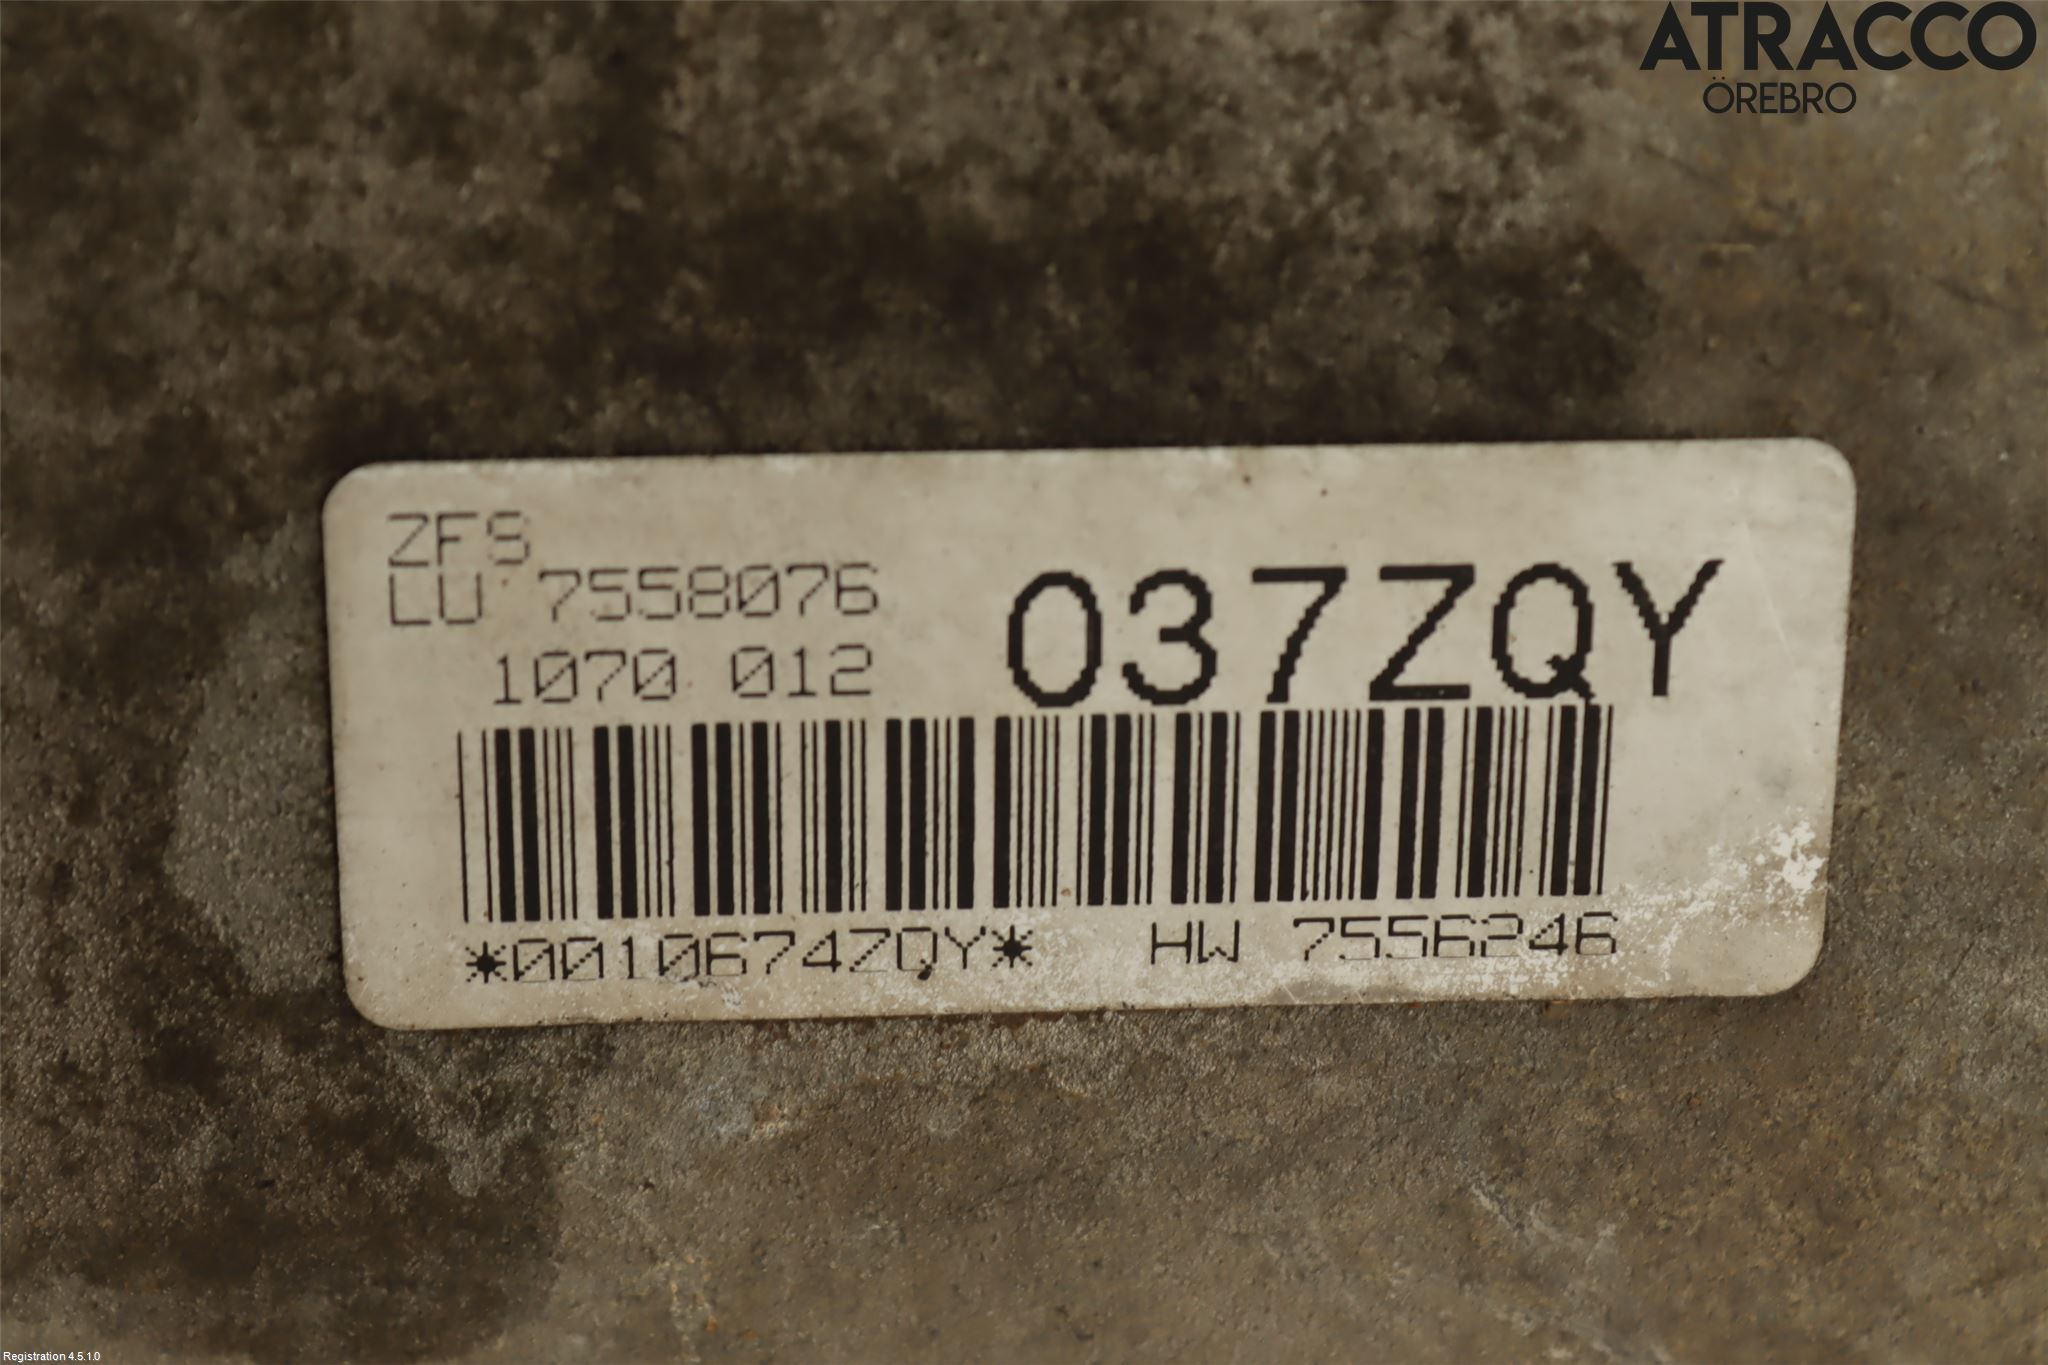 ATRACCO
ÖREBRO
ZFS
LU 7558076
1070 012
037ZQY
*0010674ZQY* HW 7556246
Registration 4.5.1.0